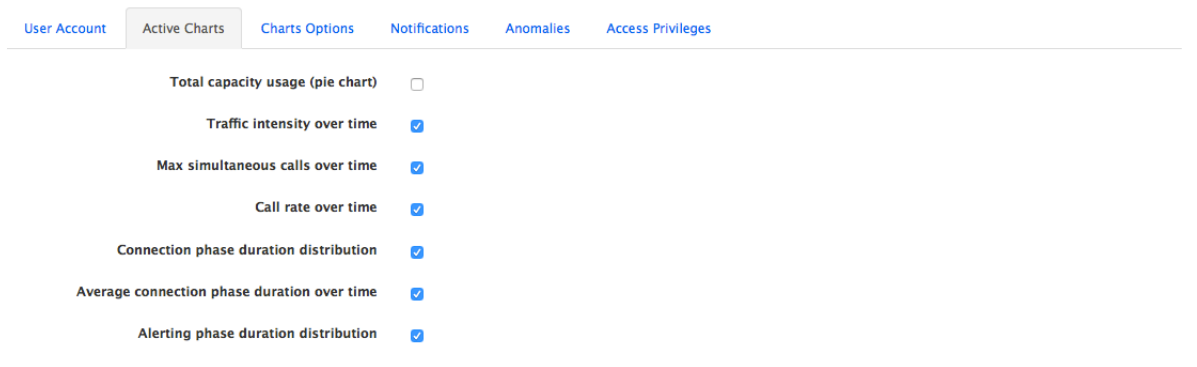 User Account Active Charts Charts Options Notifications Anomalies Access Privileges
Total capacity usage (pie chart)
Traffic intensity over time
Max simultaneous calls over time
Call rate over time
Connection phase duration distribution
Average connection phase duration over time
Alerting phase duration distribution